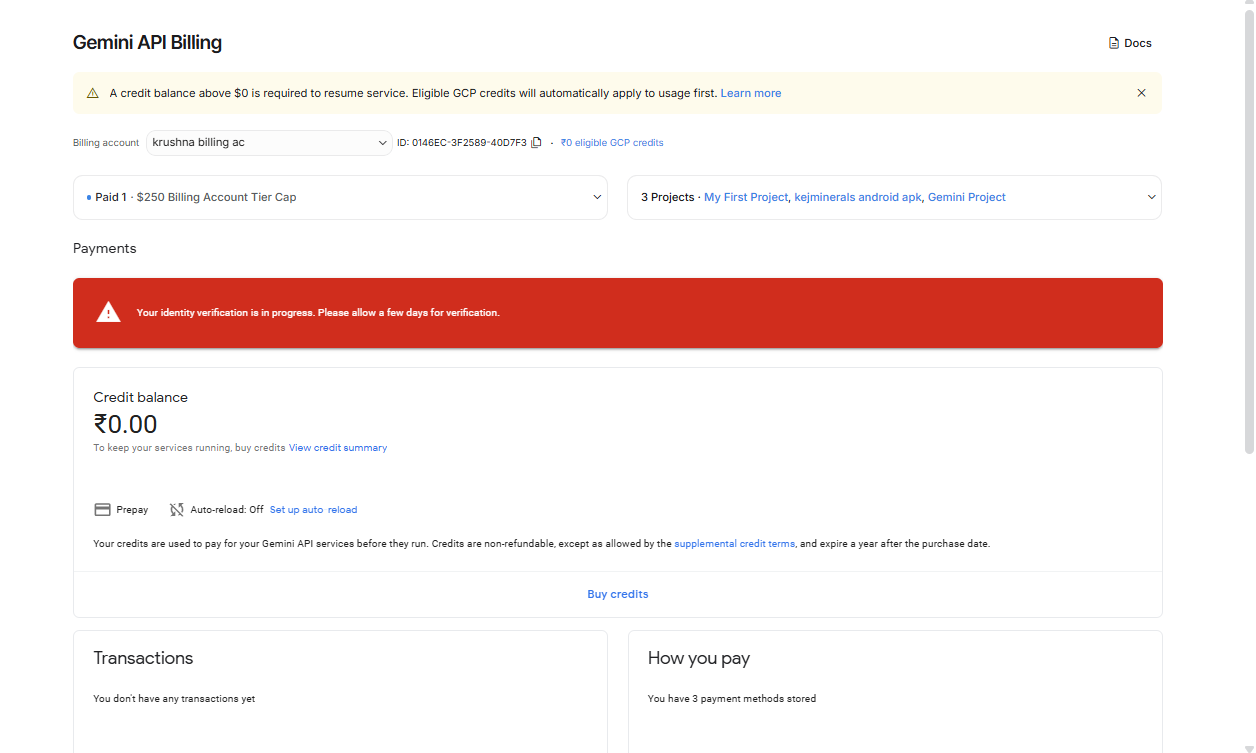 Gemini API Billing
Docs
A credit balance above $0 is required to resume service. Eligible GCP credits will automatically apply to usage first. Learn more
Billing account krushna billing ac ID: 0146EC-3F2589-40D7F3 · ₹0 eligible GCP credits
Paid 1 · $250 Billing Account Tier Cap
3 Projects · My First Project, kejminerals android apk, Gemini Project
Payments
Your identity verification is in progress. Please allow a few days for verification.
Credit balance
₹0.00
To keep your services running, buy credits View credit summary
Prepay Auto-reload: Off Set up auto reload
Your credits are used to pay for your Gemini API services before they run. Credits are non-refundable, except as allowed by the supplemental credit terms, and expire a year after the purchase date.
Buy credits
Transactions
You don't have any transactions yet
How you pay
You have 3 payment methods stored